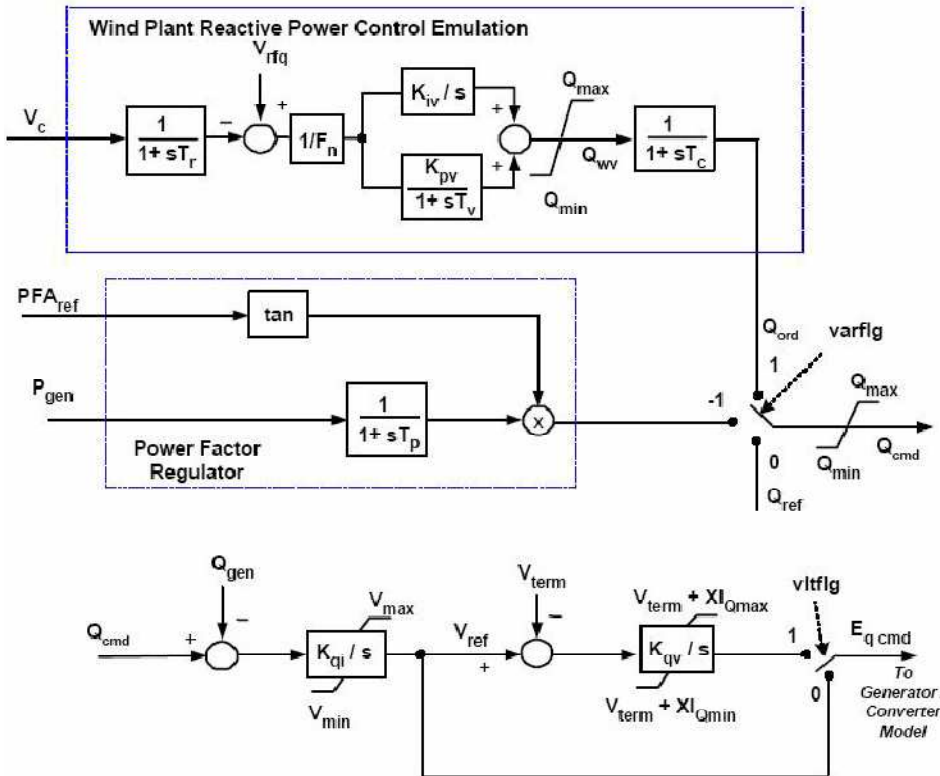 Wind Plant Reactive Power Control Emulation
V_rfq
V_c
1
1+ sT_r
–
+
1/F_n
K_iv / s
K_pv
1+ sT_v
+
+
Q_max
Q_wv
Q_min
1
1+ sT_c
PFA_ref
tan
P_gen
1
1+ sT_p
x
Power Factor
Regulator
Q_ord
varflg
1
-1
0
Q_ref
Q_max
Q_min
Q_cmd
Q_gen
–
Q_cmd
+
V_max
K_qi / s
V_min
V_ref
+
V_term
–
V_term + XI_Qmax
K_qv / s
V_term + XI_Qmin
vltflg
1
0
E_q cmd
To
Generator
Converter
Model